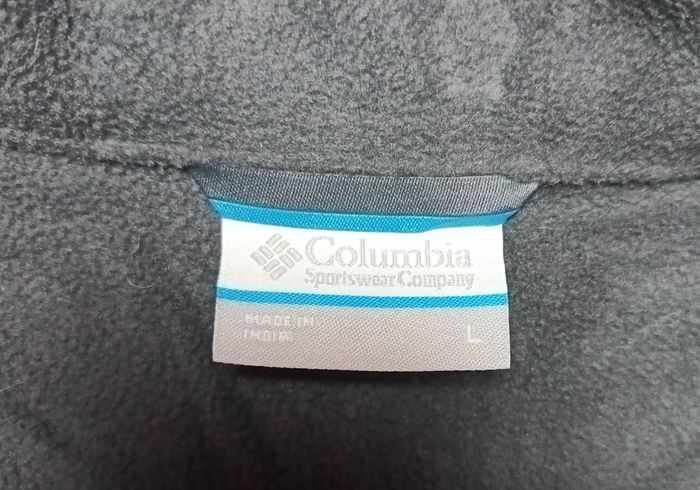 Columbia
Sportswear Company
MADE IN
INDIA
L